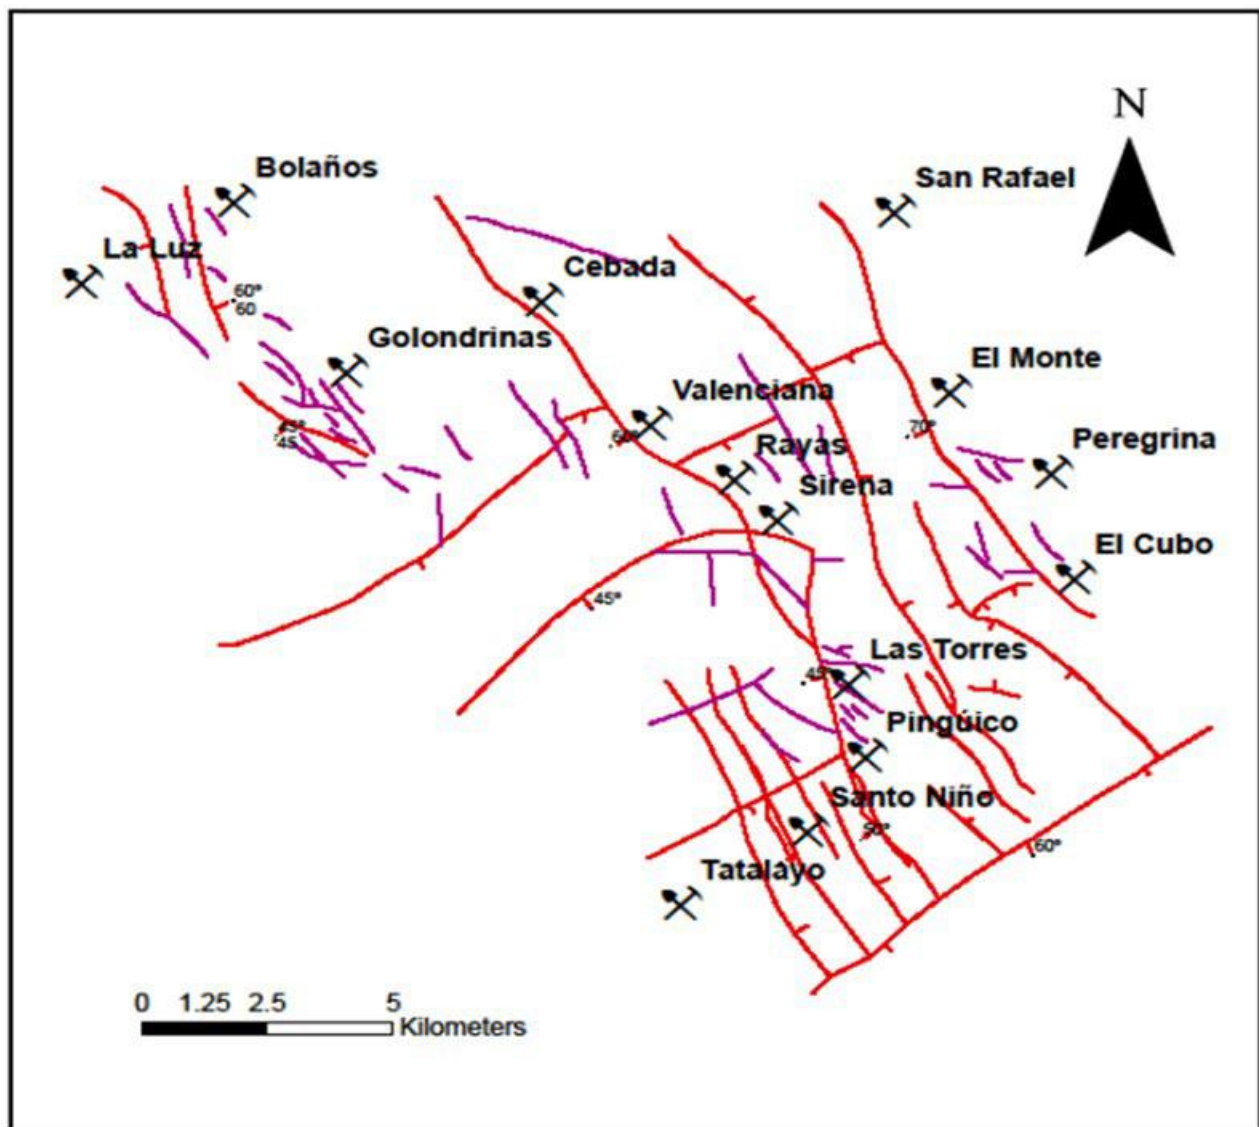 N
Bolaños
San Rafael
La Luz
Cebada
60°
60
Golondrinas
El Monte
Valenciana
45°
45
60°
70°
Rayas
Peregrina
Sirena
El Cubo
45°
Las Torres
45
Pingüico
Santo Niño
50°
60°
Tatalayo
0 1.25 2.5 5
Kilometers